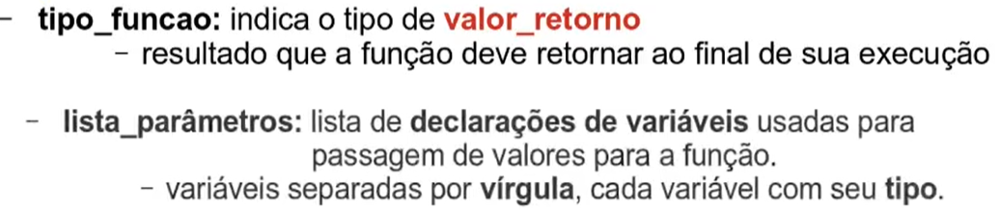 – tipo_funcao: indica o tipo de valor_retorno
– resultado que a função deve retornar ao final de sua execução
– lista_parâmetros: lista de declarações de variáveis usadas para
passagem de valores para a função.
– variáveis separadas por vírgula, cada variável com seu tipo.